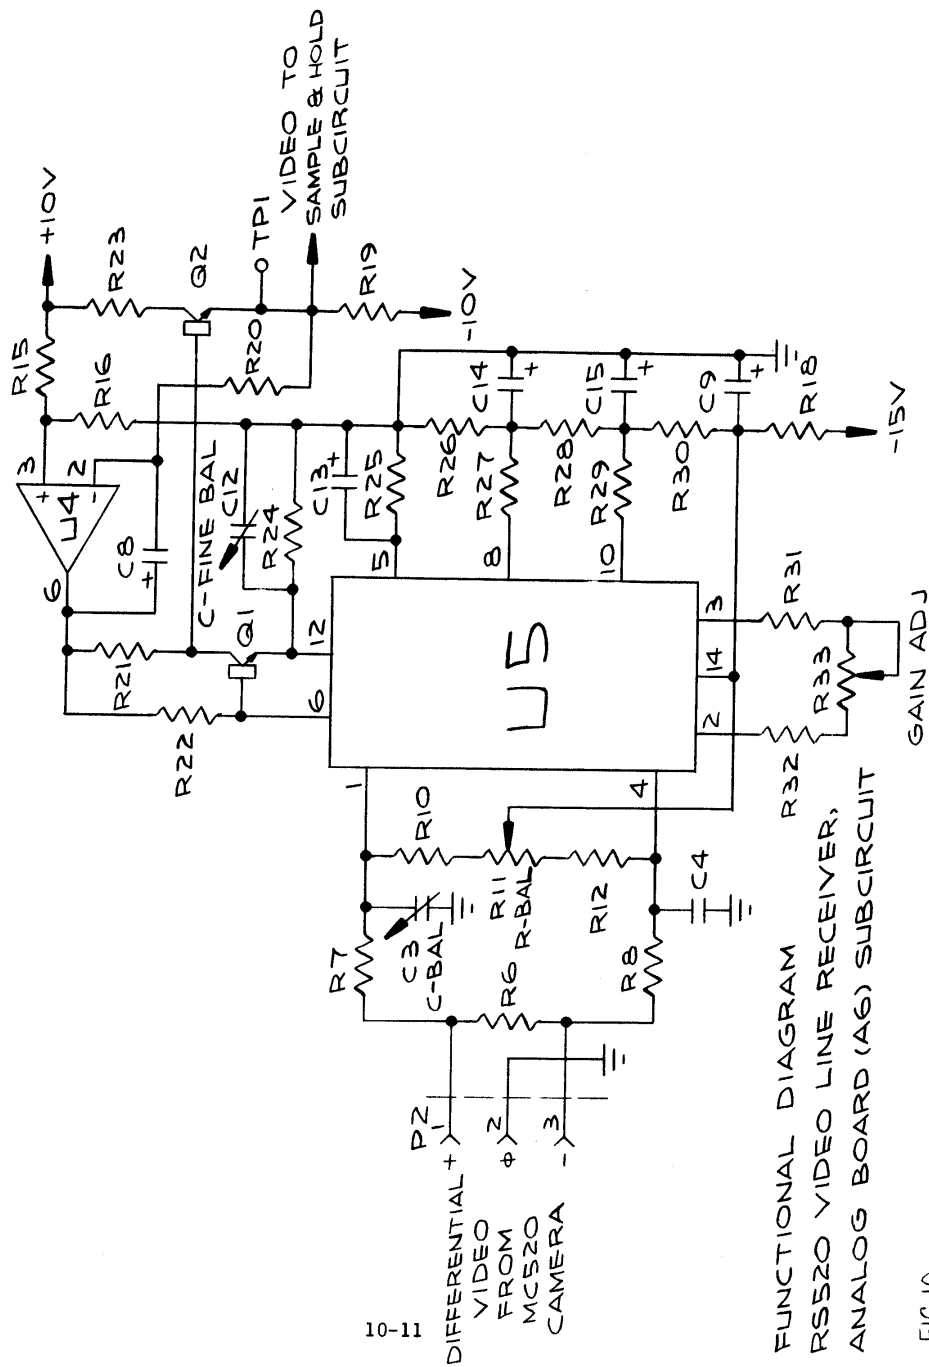 +10V
R15
R23
R16
Q2
3
+
2
-
U4
6
C8
+
TP1
VIDEO TO
SAMPLE & HOLD
SUBCIRCUIT
R20
R19
-10V
R21
R22
Q1
C-FINE BAL
C12
R24
C13
+
R25
R26
C14
+
R27
R28
C15
+
R29
R30
C9
+
R18
-15V
6
12
5
8
10
1
4
2
14
3
U5
R7
R10
C3
C-BAL
R11
R-BAL
R12
R6
R8
C4
R32
R33
R31
GAIN ADJ
P2
1
2
3
+
Φ
-
DIFFERENTIAL
VIDEO
FROM
MC520
CAMERA
FUNCTIONAL DIAGRAM
RS520 VIDEO LINE RECEIVER,
ANALOG BOARD (A6) SUBCIRCUIT
10-11